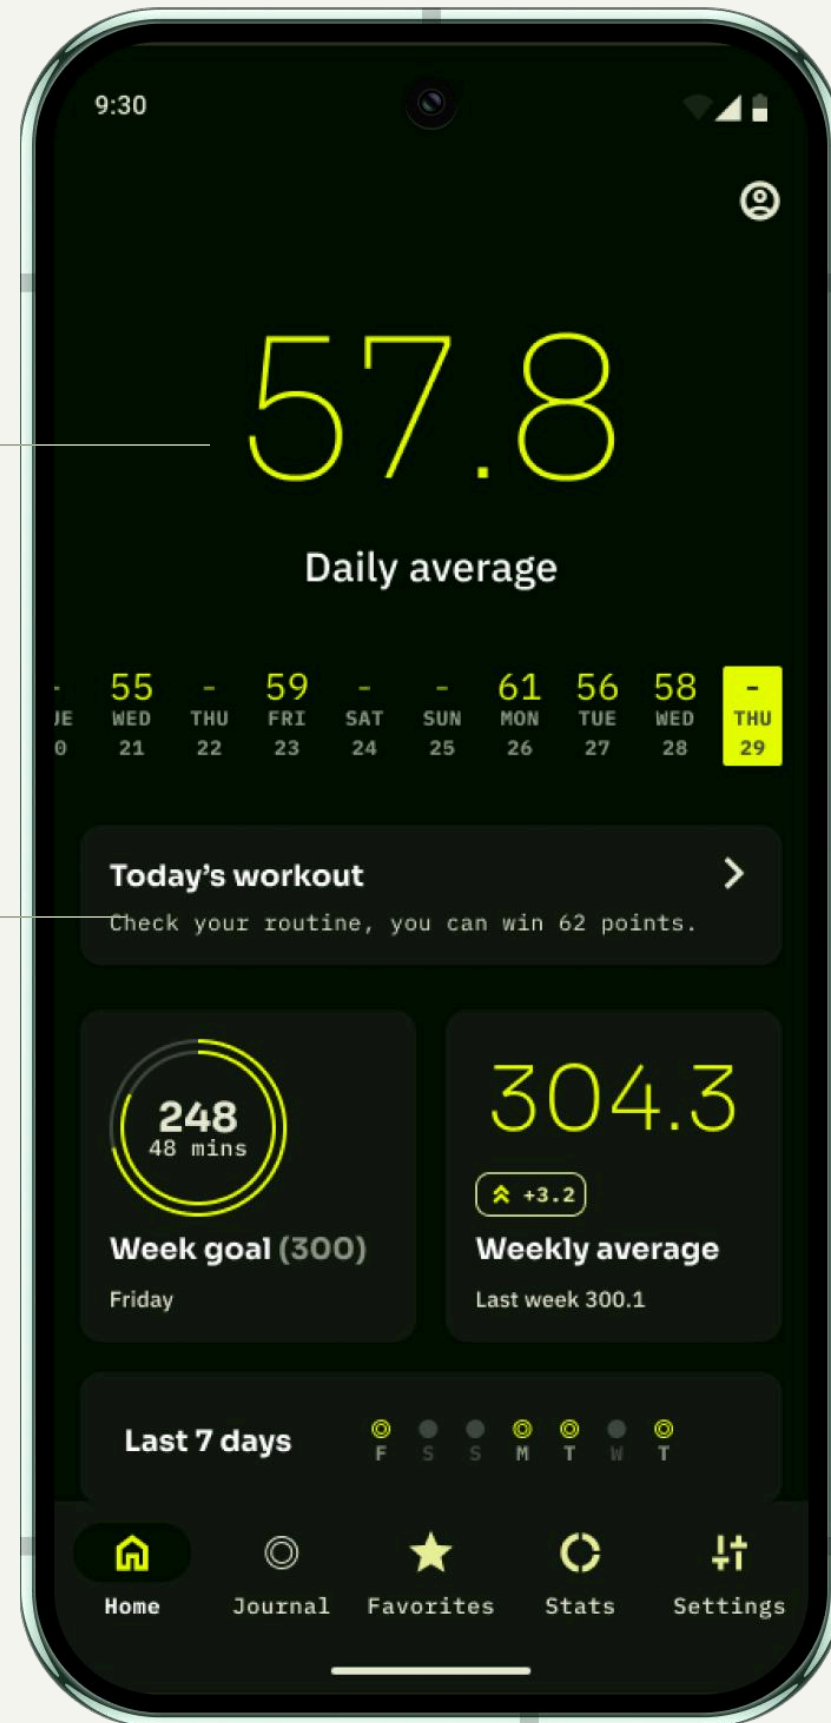 9:30
57.8
Daily average
- 55 - 59 - - 61 56 58 -
UE WED THU FRI SAT SUN MON TUE WED THU
0 21 22 23 24 25 26 27 28 29
Today’s workout
Check your routine, you can win 62 points.
248
48 mins
Week goal (300)
Friday
304.3
+3.2
Weekly average
Last week 300.1
Last 7 days
F S S M T W T
Home Journal Favorites Stats Settings